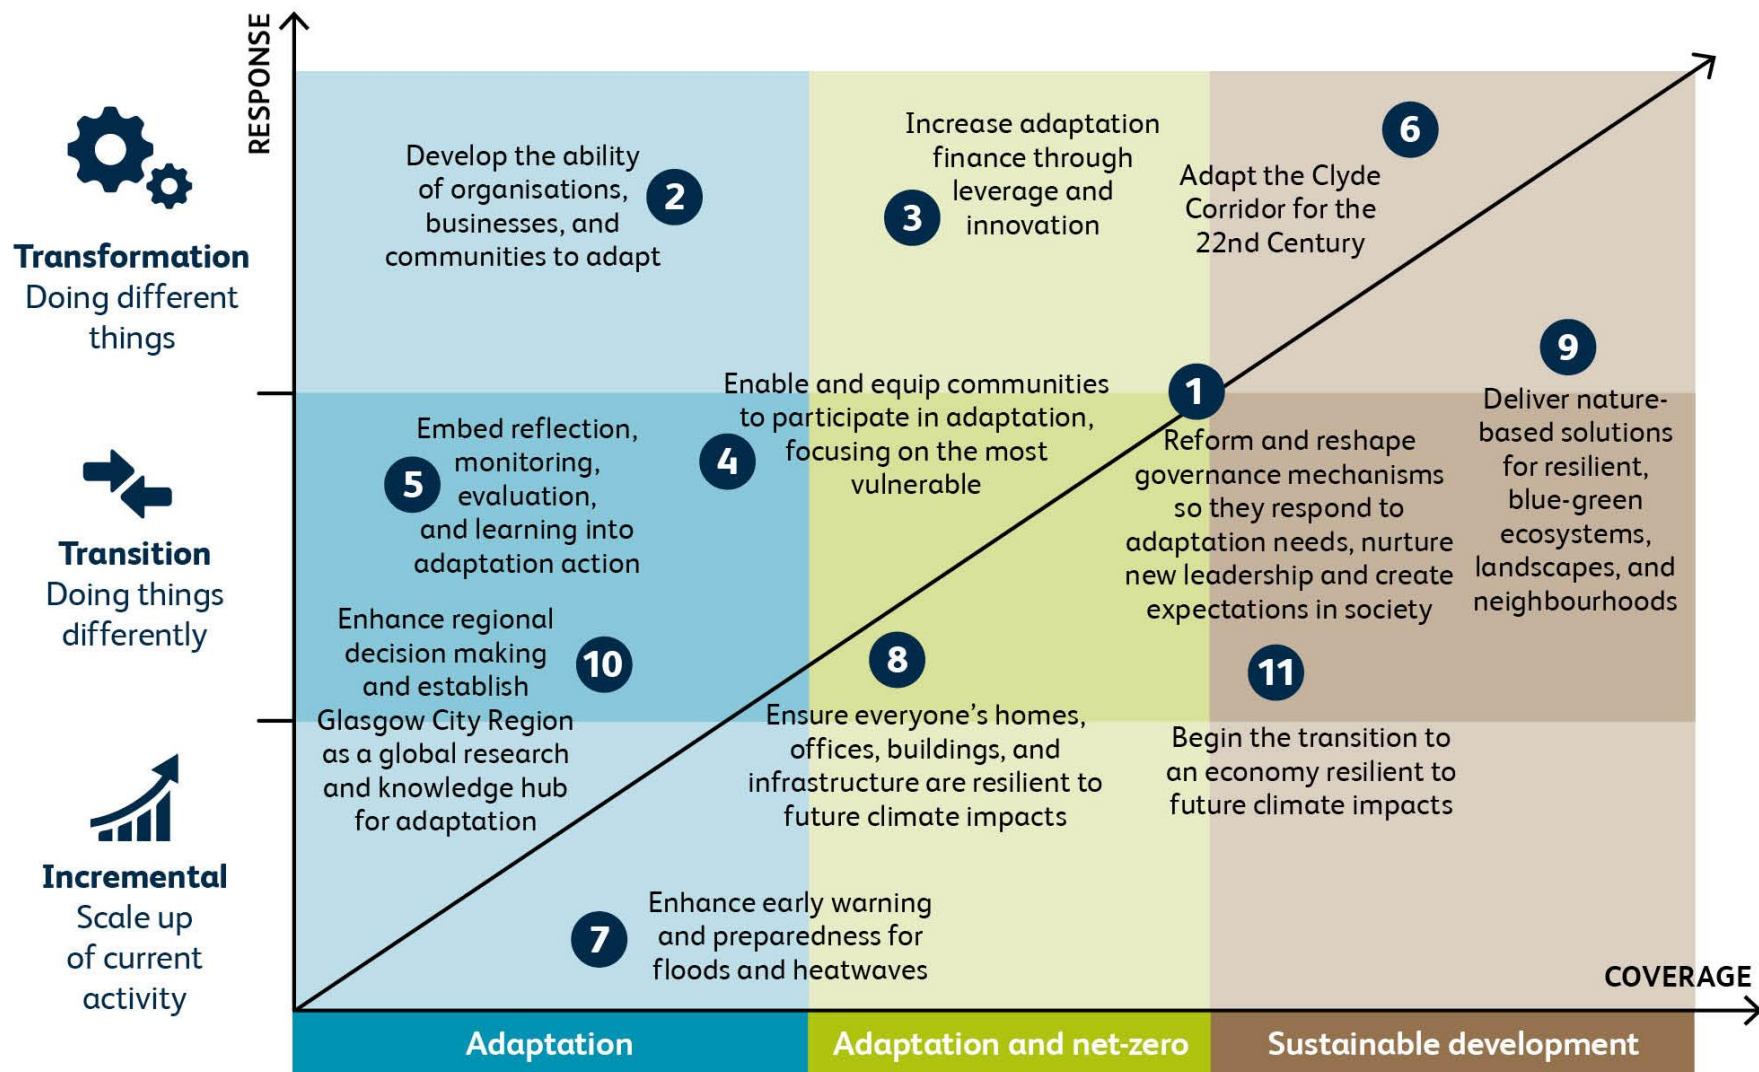 RESPONSE
Transformation
Doing different
things
Transition
Doing things
differently
Incremental
Scale up
of current
activity
Develop the ability
of organisations,
businesses, and
communities to adapt
2
Increase adaptation
finance through
leverage and
innovation
3
6
Adapt the Clyde
Corridor for the
22nd Century
9
Deliver nature-
based solutions
for resilient,
blue-green
ecosystems,
landscapes, and
neighbourhoods
Embed reflection,
monitoring,
evaluation,
and learning into
adaptation action
5
4
Enable and equip communities
to participate in adaptation,
focusing on the most
vulnerable
1
Reform and reshape
governance mechanisms
so they respond to
adaptation needs, nurture
new leadership and create
expectations in society
Enhance regional
decision making
and establish
Glasgow City Region
as a global research
and knowledge hub
for adaptation
10
8
Ensure everyone’s homes,
offices, buildings, and
infrastructure are resilient to
future climate impacts
11
Begin the transition to
an economy resilient to
future climate impacts
7
Enhance early warning
and preparedness for
floods and heatwaves
COVERAGE
Adaptation
Adaptation and net-zero
Sustainable development